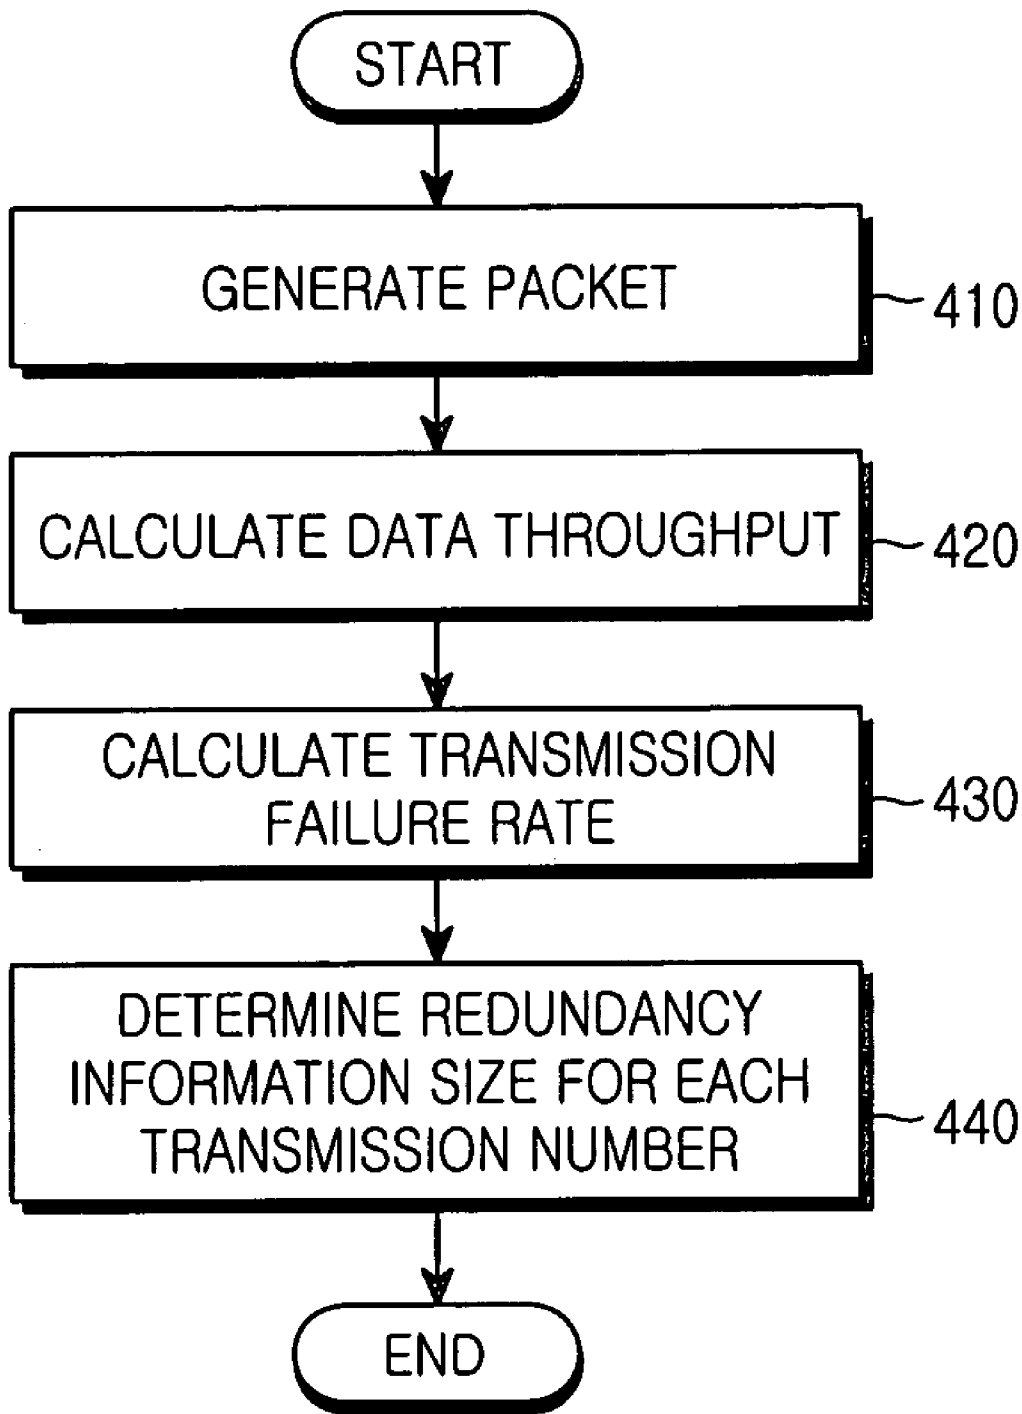 START
GENERATE PACKET
410
CALCULATE DATA THROUGHPUT
420
CALCULATE TRANSMISSION
FAILURE RATE
430
DETERMINE REDUNDANCY
INFORMATION SIZE FOR EACH
TRANSMISSION NUMBER
440
END